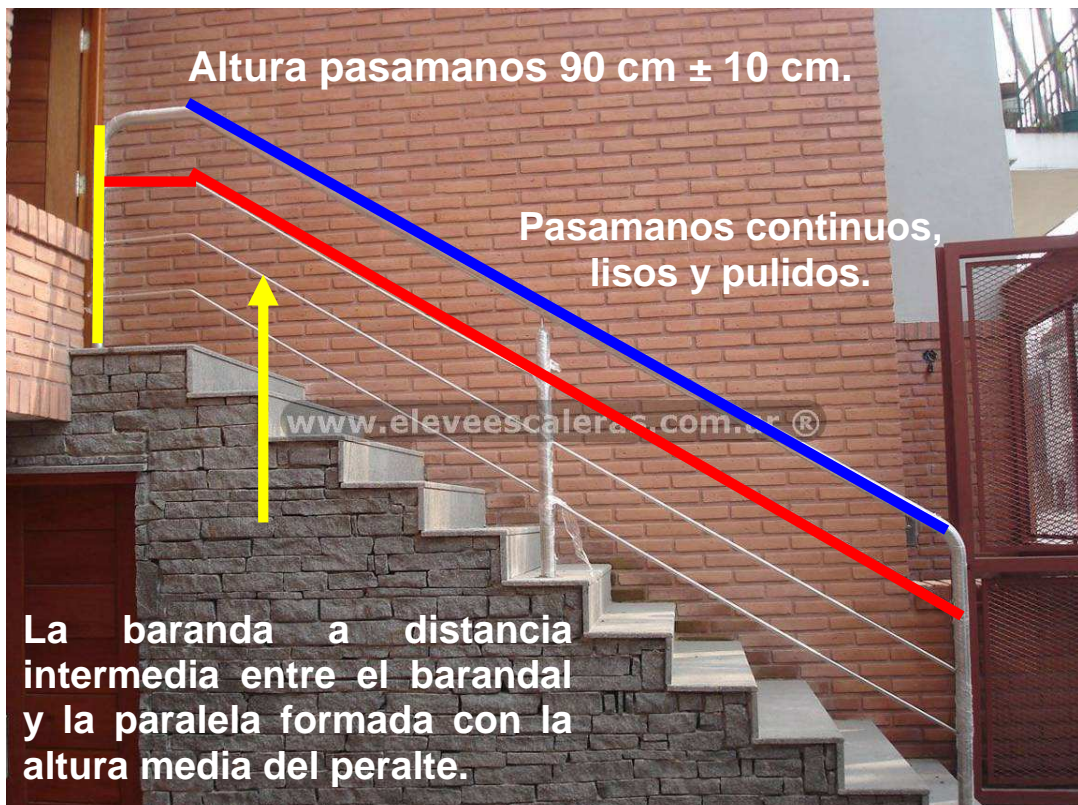 Altura pasamanos 90 cm ± 10 cm.
Pasamanos continuos,
lisos y pulidos.
www.eleveescaleras.com.ar ®
La baranda a distancia
intermedia entre el barandal
y la paralela formada con la
altura media del peralte.